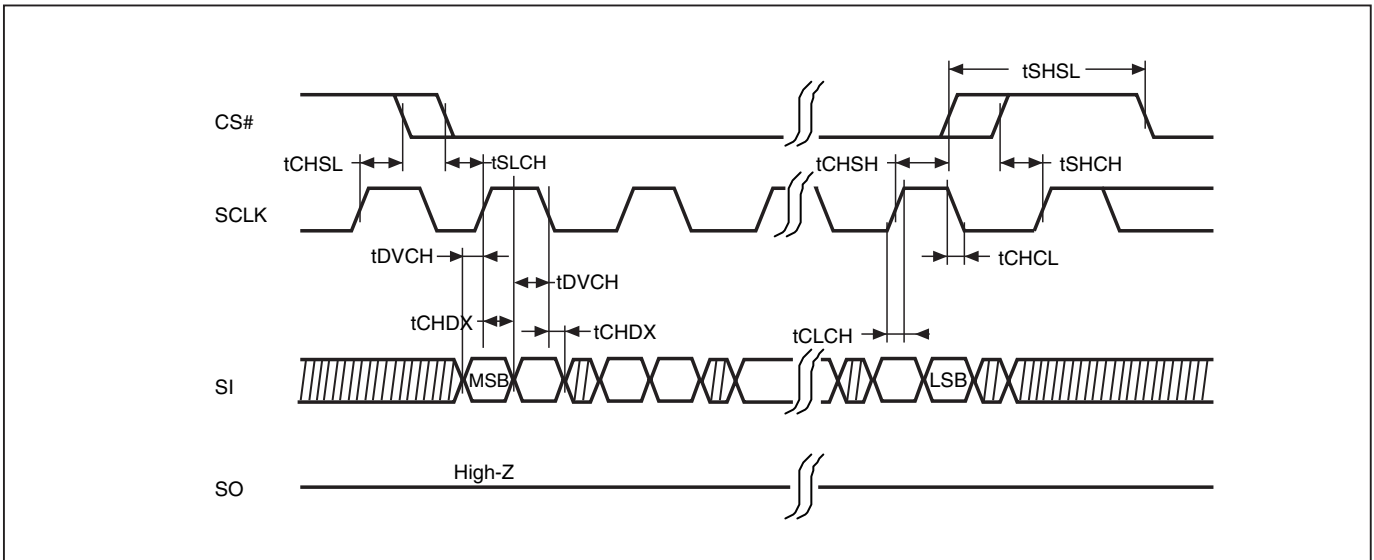 tSHSL
CS#
tCHSL
tSLCH
tCHSH
tSHCH
SCLK
tDVCH
tCHCL
tDVCH
tCHDX
tCHDX
tCLCH
SI
MSB
LSB
High-Z
SO